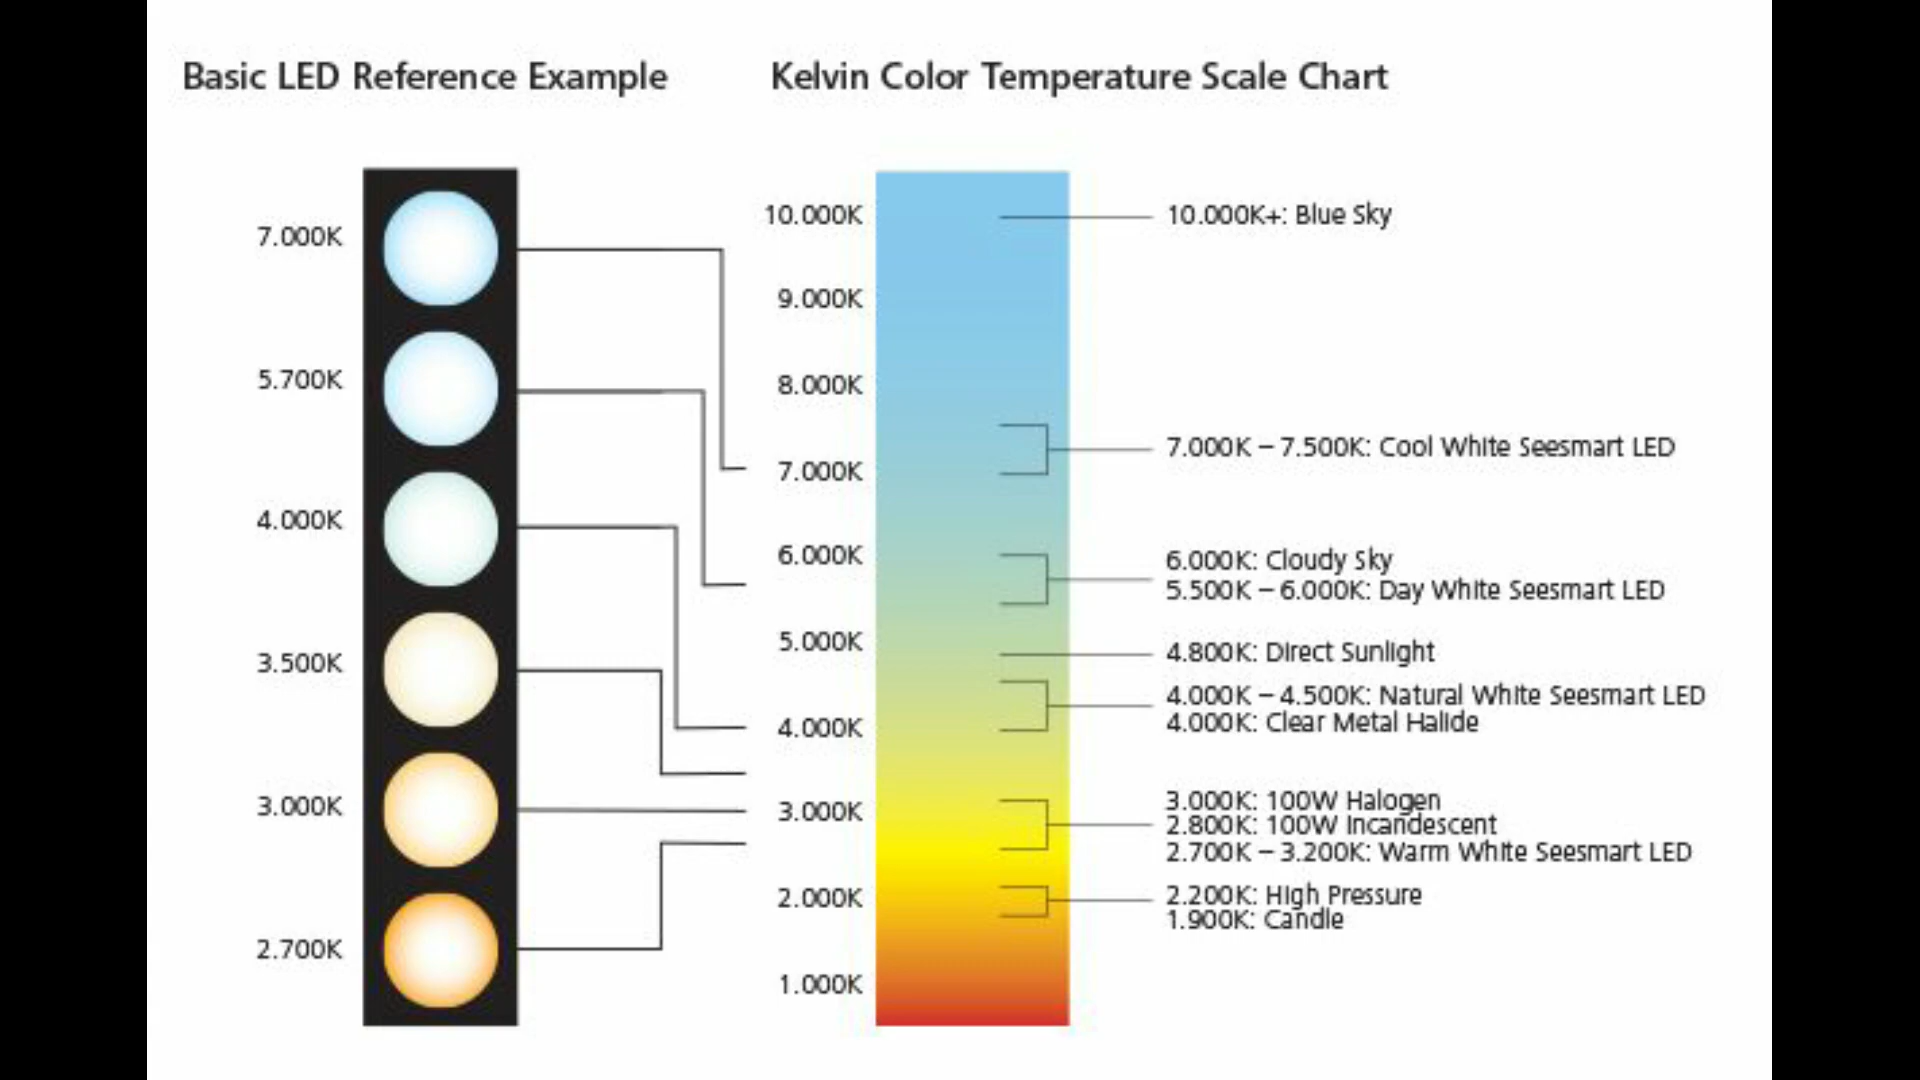 Basic LED Reference Example
Kelvin Color Temperature Scale Chart
7.000K
5.700K
4.000K
3.500K
3.000K
2.700K
10.000K
9.000K
8.000K
7.000K
6.000K
5.000K
4.000K
3.000K
2.000K
1.000K
10.000K+: Blue Sky
7.000K – 7.500K: Cool White Seesmart LED
6.000K: Cloudy Sky
5.500K – 6.000K: Day White Seesmart LED
4.800K: Direct Sunlight
4.000K – 4.500K: Natural White Seesmart LED
4.000K: Clear Metal Halide
3.000K: 100W Halogen
2.800K: 100W Incandescent
2.700K – 3.200K: Warm White Seesmart LED
2.200K: High Pressure
1.900K: Candle